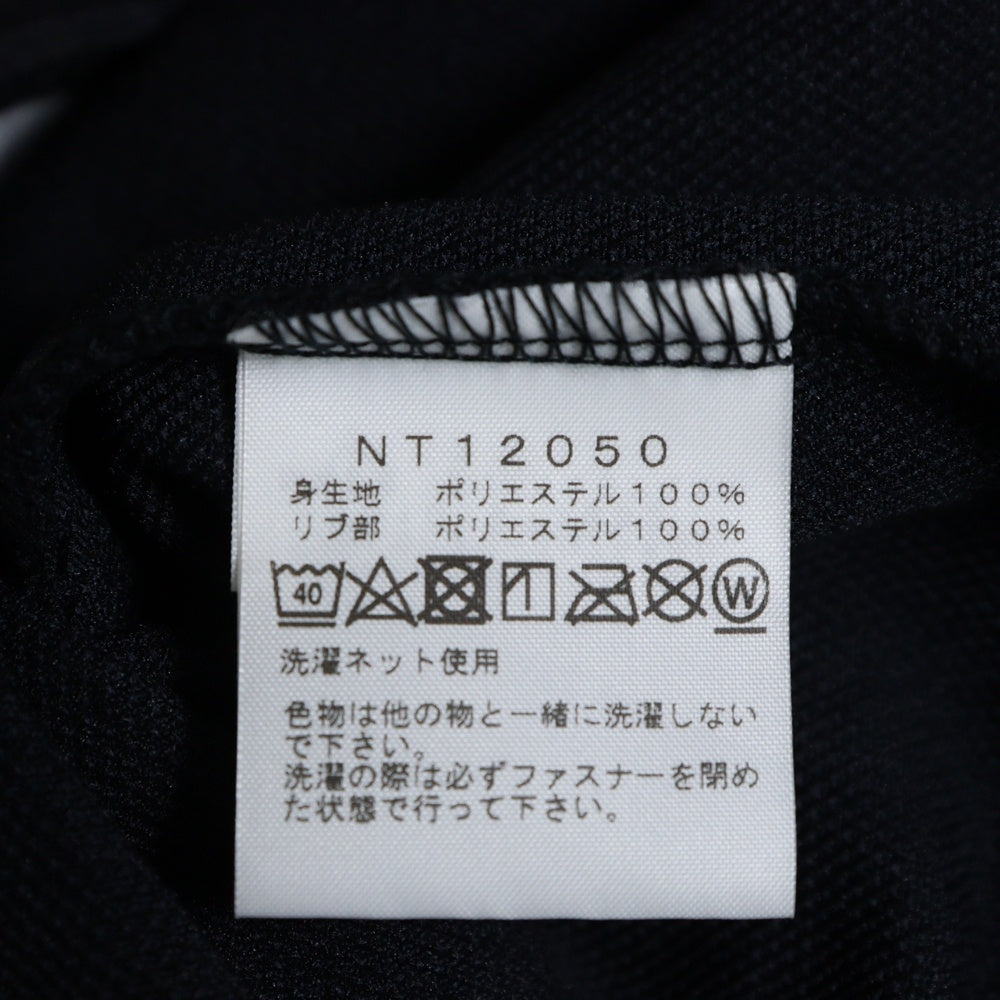 NT12050
身生地 ポリエステル100%
リブ部 ポリエステル100%
40 W
洗濯ネット使用
色物は他の物と一緒に洗濯しない
で下さい。
洗濯の際は必ずファスナーを閉め
た状態で行って下さい。